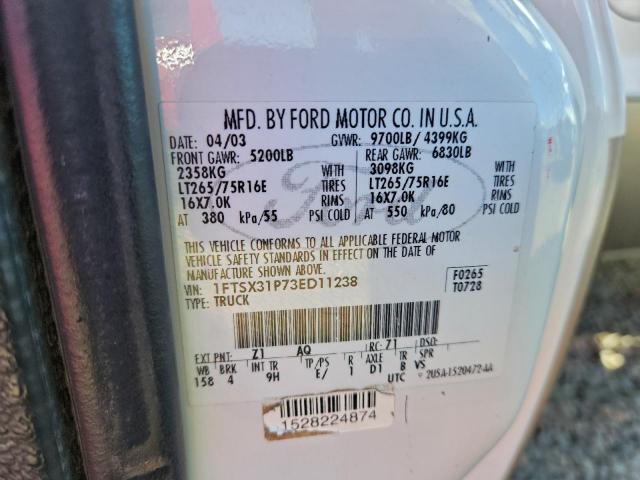 MFD. BY FORD MOTOR CO. IN U.S.A.
DATE: 04/03 GVWR: 9700LB/ 4399KG
FRONT GAWR: 5200LB REAR GAWR: 6830LB
2358KG WITH 3098KG WITH
LT265/75R16E TIRES LT265/75R16E TIRES
16X7.0K RIMS 16X7.0K RIMS
AT 380 kPa/55 PSI COLD AT 550 kPa/80 PSI COLD
Ford
THIS VEHICLE CONFORMS TO ALL APPLICABLE FEDERAL MOTOR
VEHICLE SAFETY STANDARDS IN EFFECT ON THE DATE OF
MANUFACTURE SHOWN ABOVE.
VIN: 1FTSX31P73ED11238 F0265
TYPE: TRUCK T0728
EXT PNT: Z1 AQ RC: Z1 DSO:
WB BRK INT TR TP/PS R AXLE TR SPR
158 4 9H E/ 1 D1 B VS
UTC 2USA-1520472-AA
1528224874